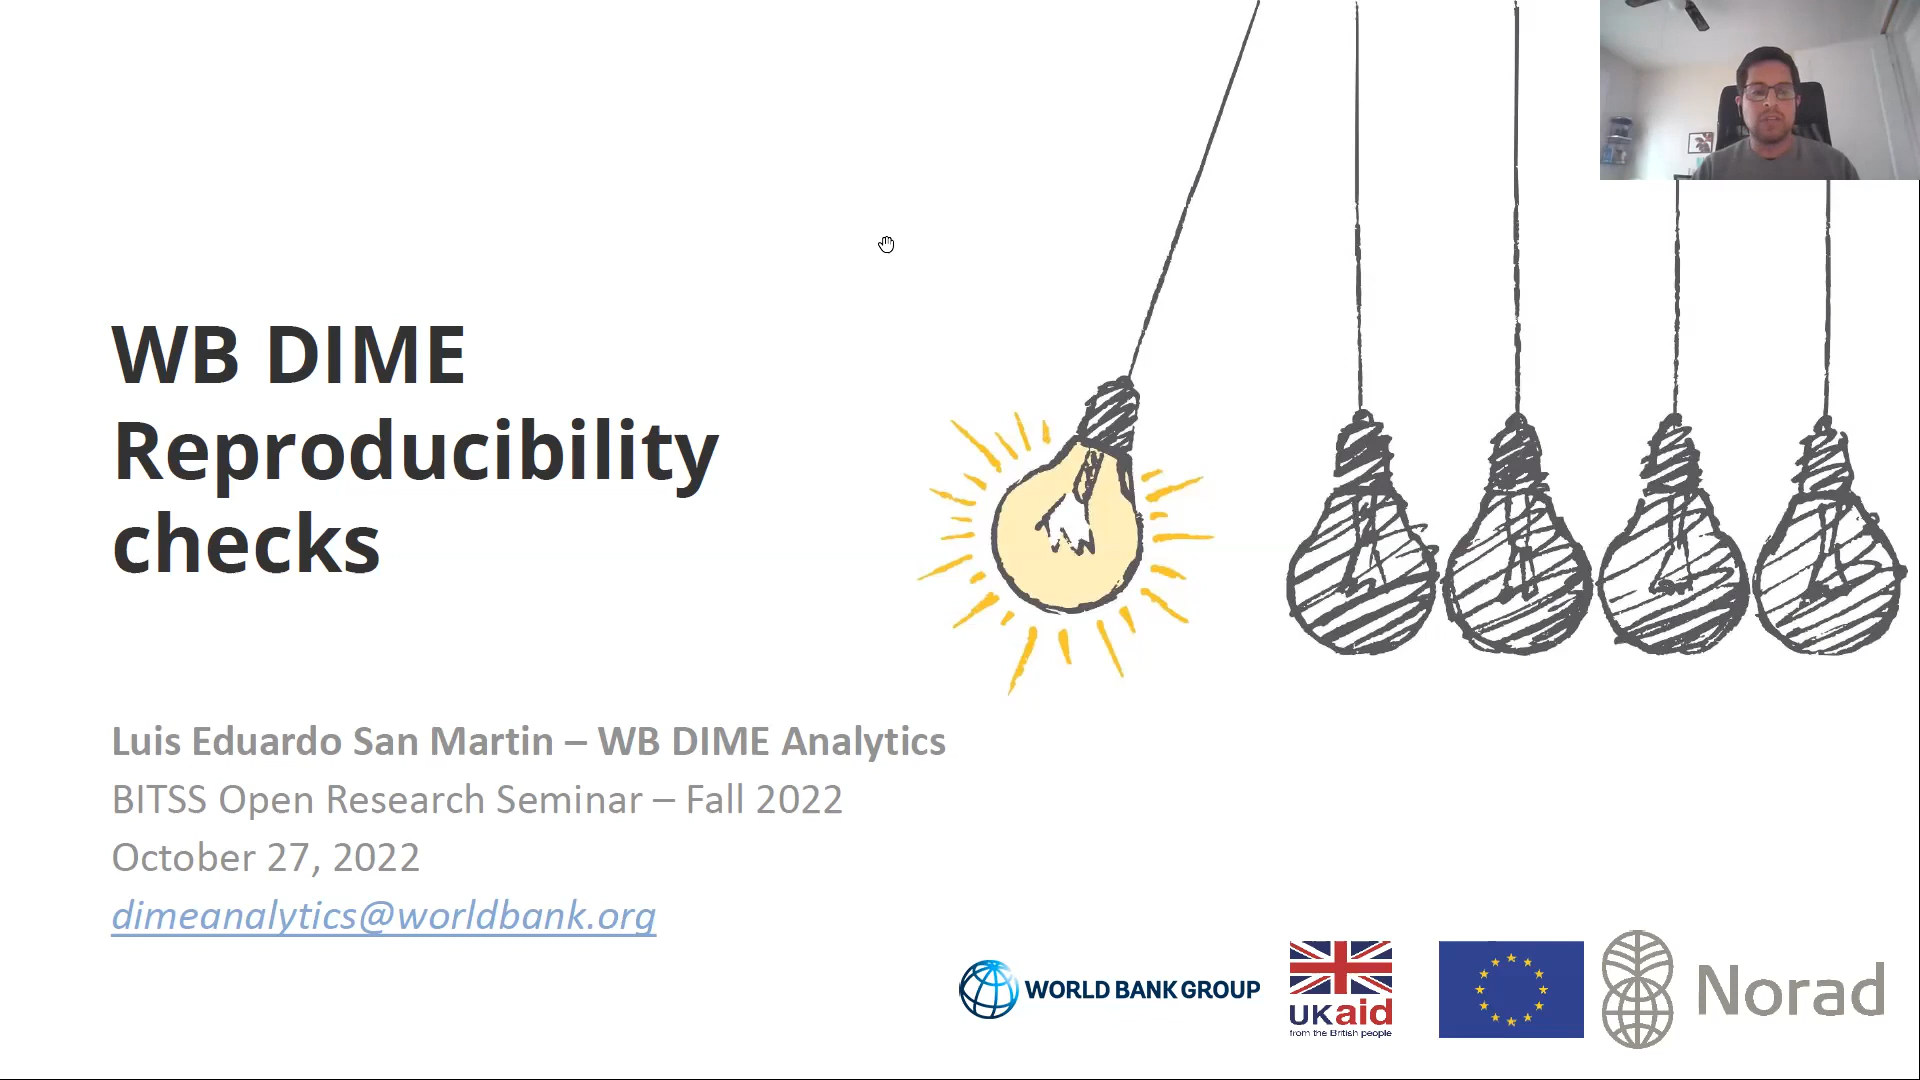 WB DIME
Reproducibility
checks
Luis Eduardo San Martin – WB DIME Analytics
BITSS Open Research Seminar – Fall 2022
October 27, 2022
dimeanalytics@worldbank.org
WORLD BANK GROUP
UKaid
from the British people
Norad